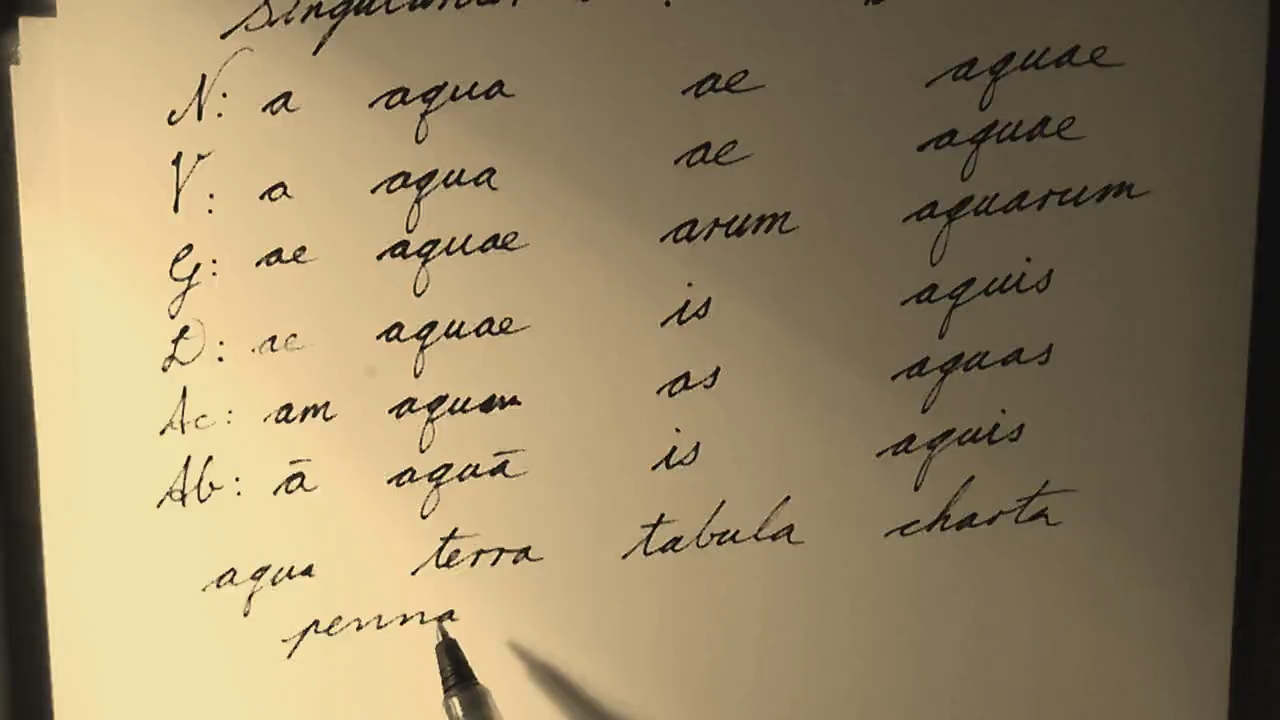 Singularis
N: a aqua ae aquae
V: a aqua ae aquae
G: ae aquae arum aquarum
D: ae aquae is aquis
Ac: am aquam as aquas
Ab: ā aquā is aquis
aqua terra tabula charta
penna